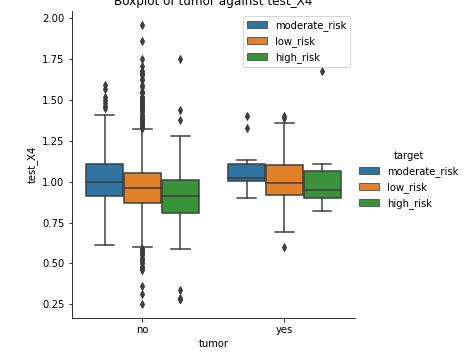 Boxplot of tumor against test_X4
moderate_risk
low_risk
high_risk
2.00
1.75
1.50
1.25
1.00
0.75
0.50
0.25
test_X4
no
yes
tumor
target
moderate_risk
low_risk
high_risk